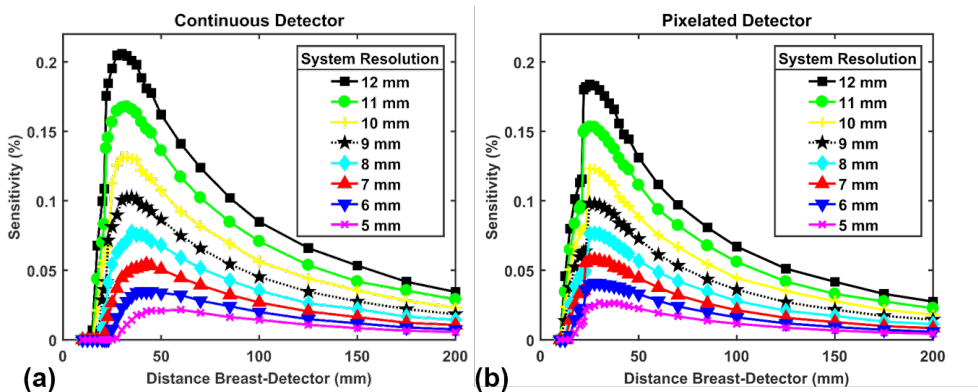 Continuous Detector
Sensitivity (%)
0.2
0.15
0.1
0.05
0
System Resolution
12 mm
11 mm
10 mm
9 mm
8 mm
7 mm
6 mm
5 mm
0
50
100
150
200
Distance Breast-Detector (mm)
(a)
Pixelated Detector
Sensitivity (%)
0.2
0.15
0.1
0.05
0
System Resolution
12 mm
11 mm
10 mm
9 mm
8 mm
7 mm
6 mm
5 mm
0
50
100
150
200
Distance Breast-Detector (mm)
(b)